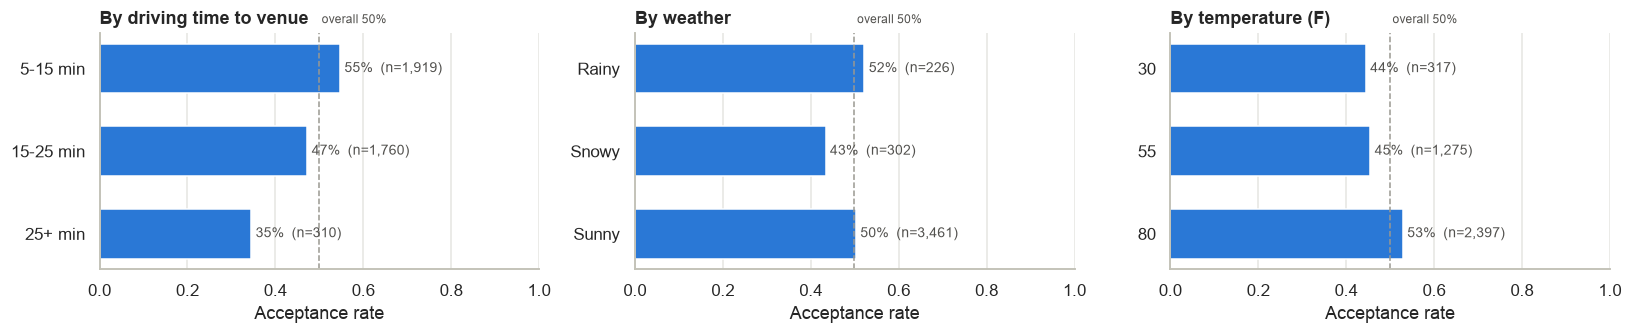 By driving time to venue overall 50%
5-15 min 55% (n=1,919)
15-25 min 47% (n=1,760)
25+ min 35% (n=310)
0.0 0.2 0.4 0.6 0.8 1.0
Acceptance rate
By weather overall 50%
Rainy 52% (n=226)
Snowy 43% (n=302)
Sunny 50% (n=3,461)
0.0 0.2 0.4 0.6 0.8 1.0
Acceptance rate
By temperature (F) overall 50%
30 44% (n=317)
55 45% (n=1,275)
80 53% (n=2,397)
0.0 0.2 0.4 0.6 0.8 1.0
Acceptance rate